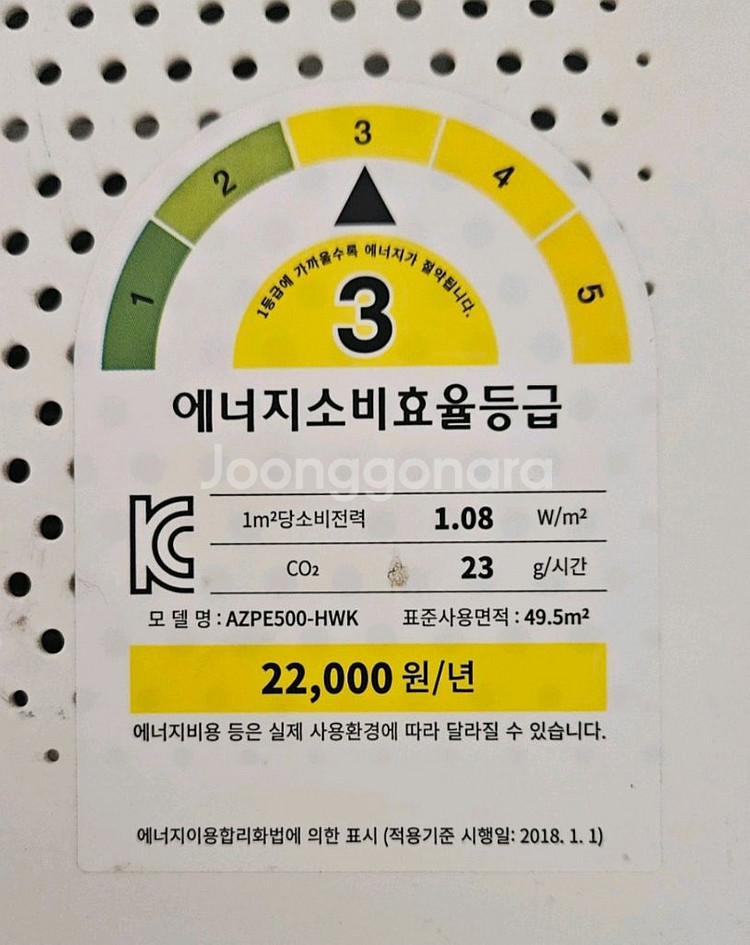 1 2 3 4 5
1등급에 가까울수록 에너지가 절약됩니다.
3
에너지소비효율등급
Joonggonara
KC
1m²당소비전력 1.08 W/m²
CO₂ 23 g/시간
모 델 명 : AZPE500-HWK 표준사용면적 : 49.5m²
22,000 원/년
에너지비용 등은 실제 사용환경에 따라 달라질 수 있습니다.
에너지이용합리화법에 의한 표시 (적용기준 시행일: 2018. 1. 1)